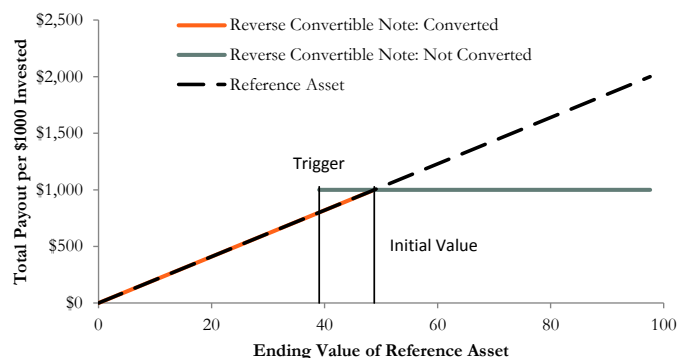 $2,500
$2,000
$1,500
$1,000
$500
$0
Total Payout per $1000 Invested
Reverse Convertible Note: Converted
Reverse Convertible Note: Not Converted
Reference Asset
Trigger
Initial Value
0 20 40 60 80 100
Ending Value of Reference Asset